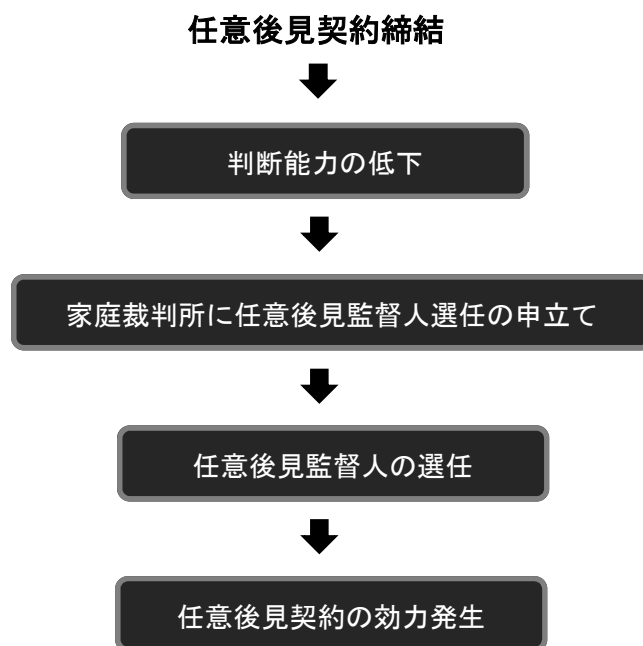 任意後見契約締結
判断能力の低下
家庭裁判所に任意後見監督人選任の申立て
任意後見監督人の選任
任意後見契約の効力発生